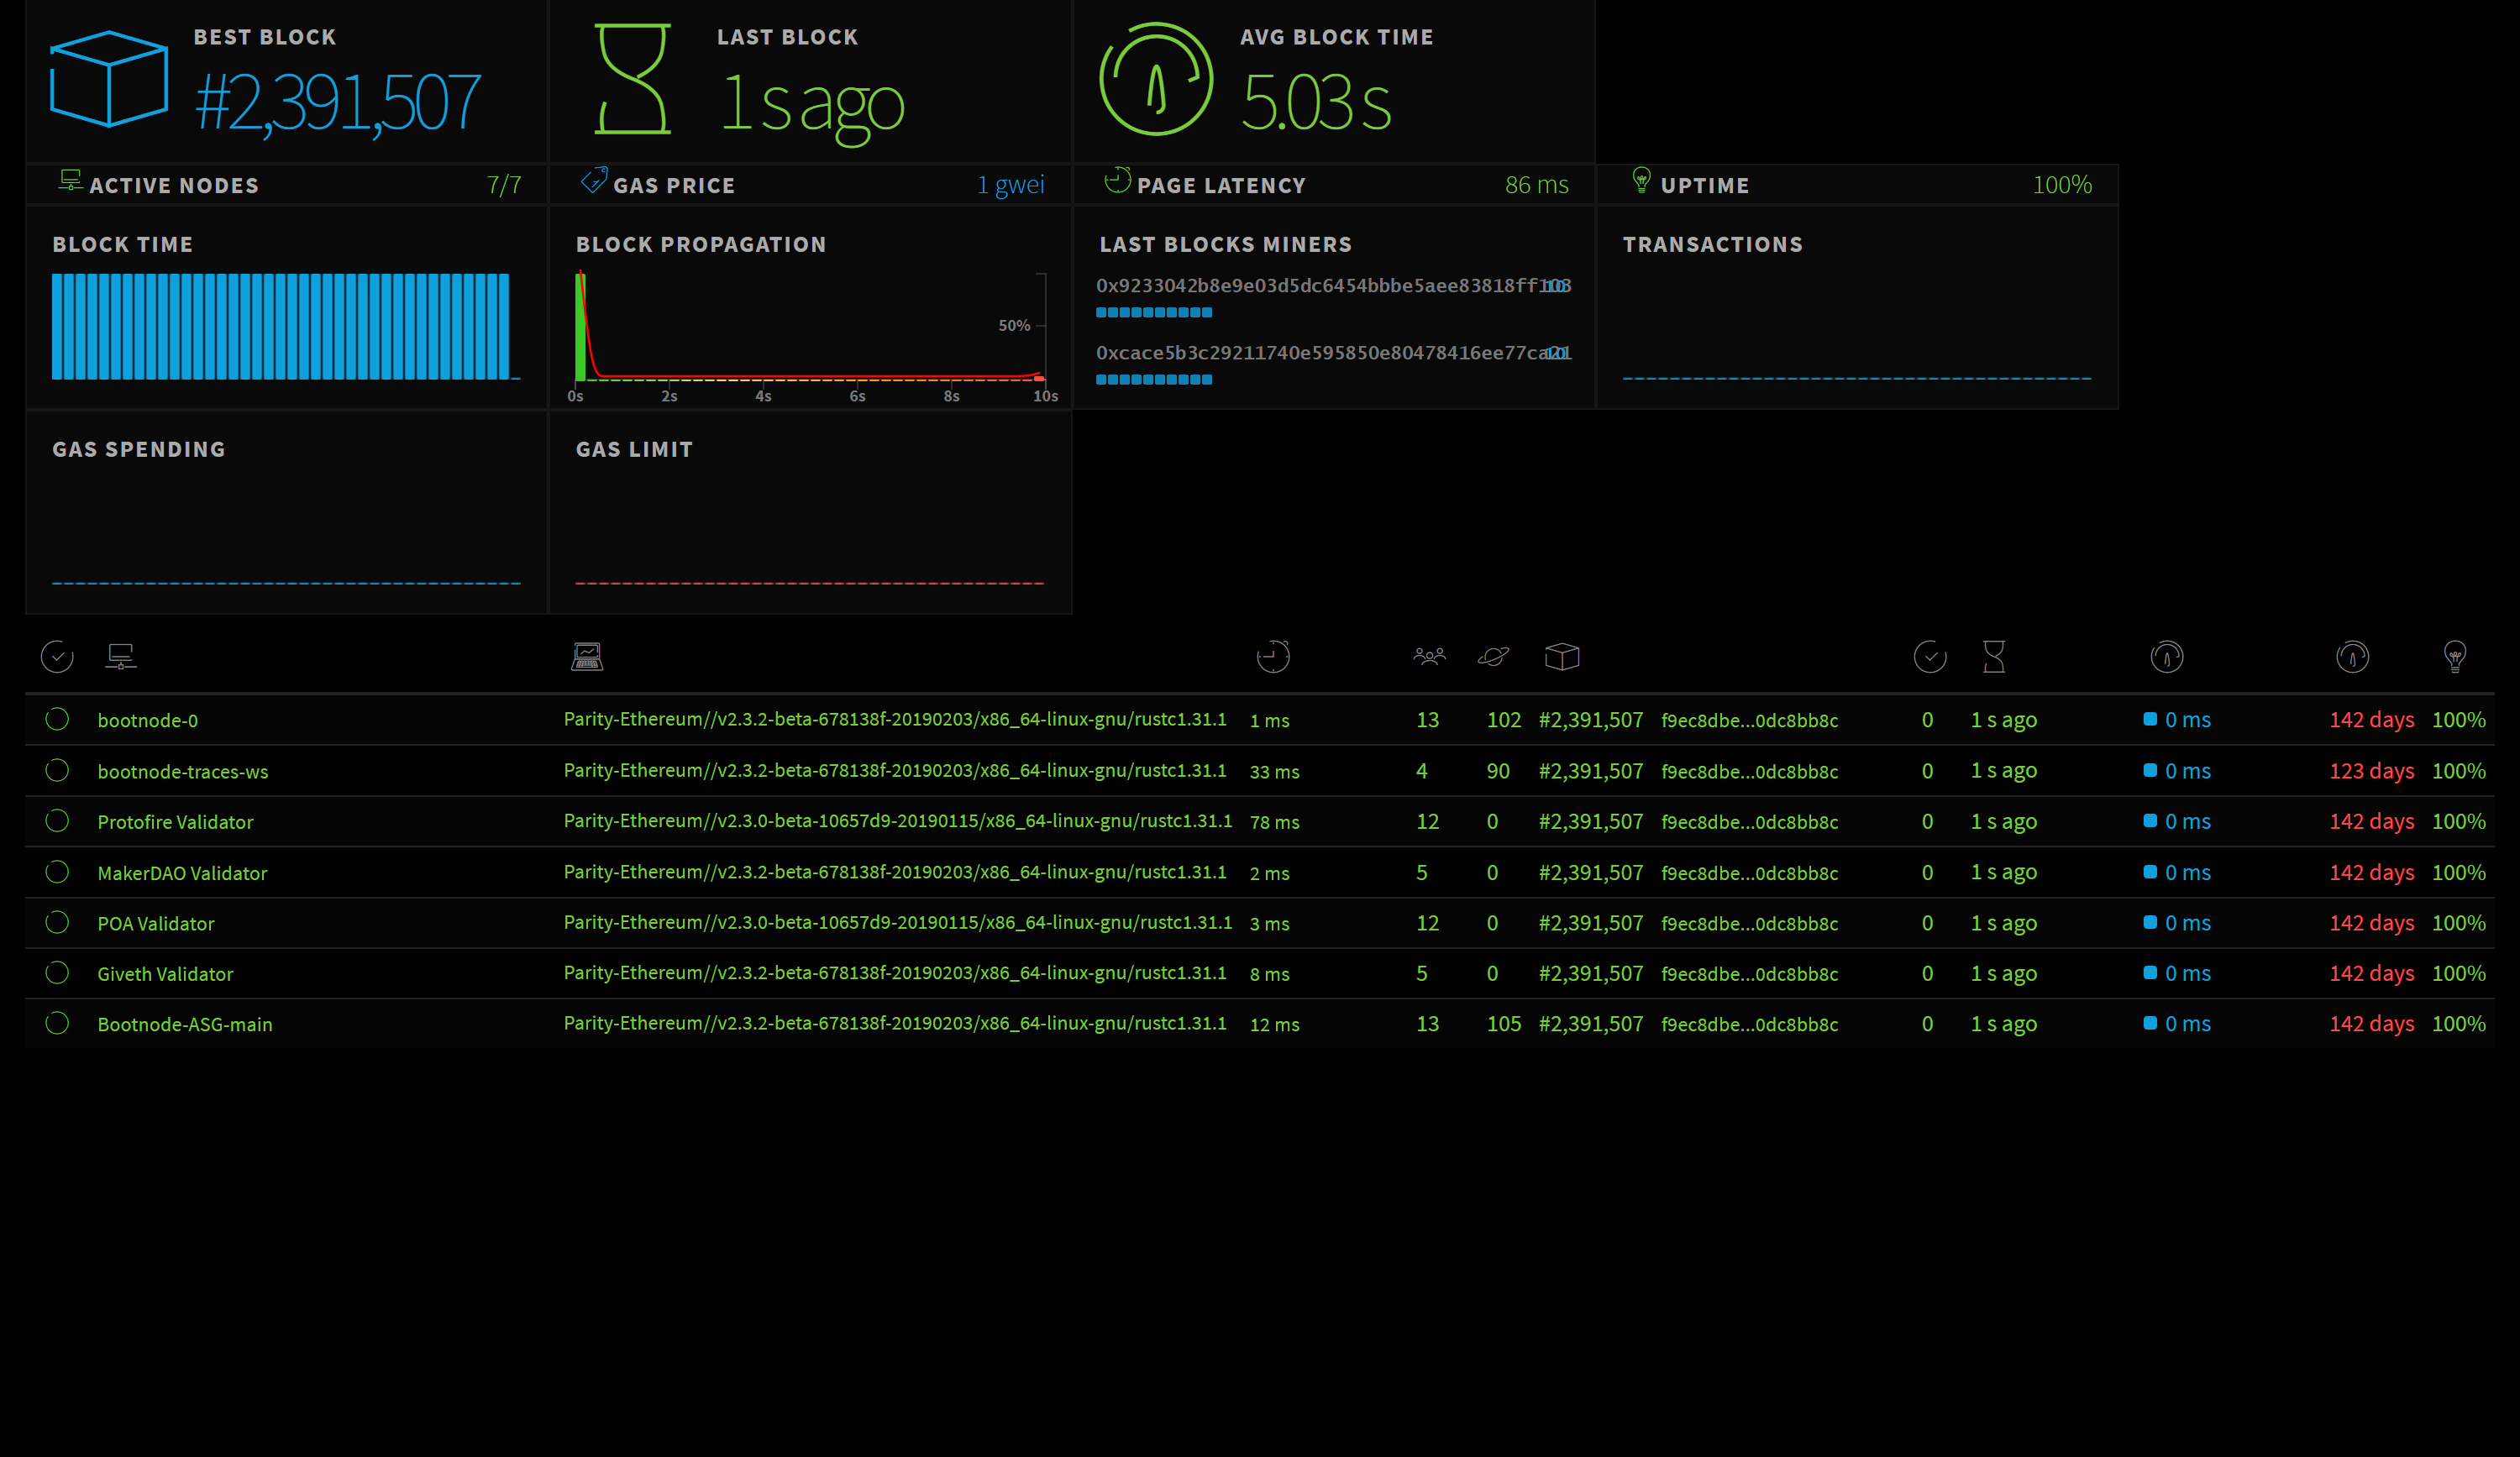 BEST BLOCK
#2,391,507
LAST BLOCK
1 s ago
AVG BLOCK TIME
5.03 s
ACTIVE NODES 7/7
GAS PRICE 1 gwei
PAGE LATENCY 86 ms
UPTIME 100%
BLOCK TIME
BLOCK PROPAGATION
50%
0s 2s 4s 6s 8s 10s
LAST BLOCKS MINERS
0x9233042b8e9e03d5dc6454bbbe5aee83818ff103 10
0xcace5b3c29211740e595850e80478416ee77ca21 10
TRANSACTIONS
GAS SPENDING
GAS LIMIT
bootnode-0 Parity-Ethereum//v2.3.2-beta-678138f-20190203/x86_64-linux-gnu/rustc1.31.1 1 ms 13 102 #2,391,507 f9ec8dbe...0dc8bb8c 0 1 s ago 0 ms 142 days 100%
bootnode-traces-ws Parity-Ethereum//v2.3.2-beta-678138f-20190203/x86_64-linux-gnu/rustc1.31.1 33 ms 4 90 #2,391,507 f9ec8dbe...0dc8bb8c 0 1 s ago 0 ms 123 days 100%
Protofire Validator Parity-Ethereum//v2.3.0-beta-10657d9-20190115/x86_64-linux-gnu/rustc1.31.1 78 ms 12 0 #2,391,507 f9ec8dbe...0dc8bb8c 0 1 s ago 0 ms 142 days 100%
MakerDAO Validator Parity-Ethereum//v2.3.2-beta-678138f-20190203/x86_64-linux-gnu/rustc1.31.1 2 ms 5 0 #2,391,507 f9ec8dbe...0dc8bb8c 0 1 s ago 0 ms 142 days 100%
POA Validator Parity-Ethereum//v2.3.0-beta-10657d9-20190115/x86_64-linux-gnu/rustc1.31.1 3 ms 12 0 #2,391,507 f9ec8dbe...0dc8bb8c 0 1 s ago 0 ms 142 days 100%
Giveth Validator Parity-Ethereum//v2.3.2-beta-678138f-20190203/x86_64-linux-gnu/rustc1.31.1 8 ms 5 0 #2,391,507 f9ec8dbe...0dc8bb8c 0 1 s ago 0 ms 142 days 100%
Bootnode-ASG-main Parity-Ethereum//v2.3.2-beta-678138f-20190203/x86_64-linux-gnu/rustc1.31.1 12 ms 13 105 #2,391,507 f9ec8dbe...0dc8bb8c 0 1 s ago 0 ms 142 days 100%